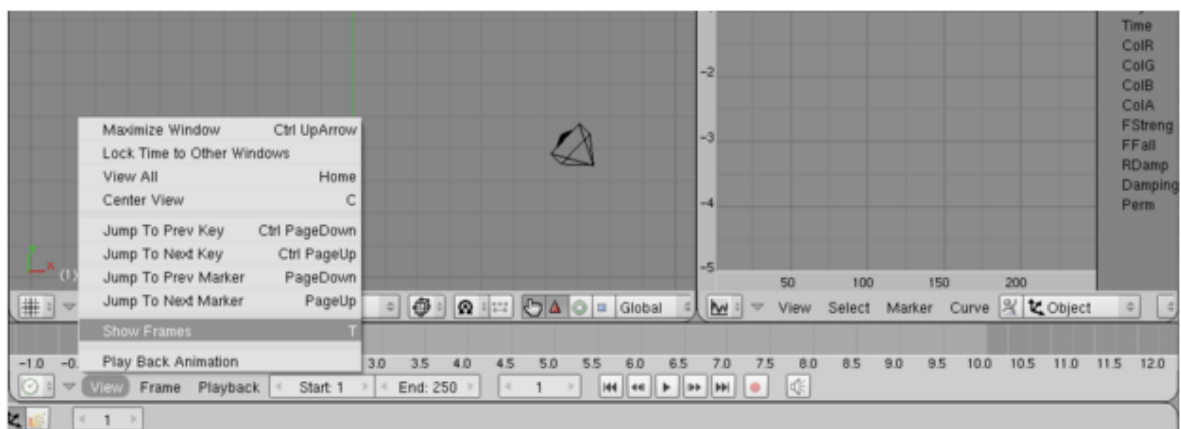 Time
ColR
ColG
ColB
ColA
FStreng
FFall
RDamp
Damping
Perm
-2
-3
-4
-5
50 100 150 200
Maximize Window Ctrl UpArrow
Lock Time to Other Windows
View All Home
Center View C
Jump To Prev Key Ctrl PageDown
Jump To Next Key Ctrl PageUp
Jump To Prev Marker PageDown
Jump To Next Marker PageUp
Show Frames T
Play Back Animation
x (1)
Global
View Select Marker Curve Object
-1.0 -0. 3.0 3.5 4.0 4.5 5.0 5.5 6.0 6.5 7.0 7.5 8.0 8.5 9.0 9.5 10.0 10.5 11.0 11.5 12.0
View Frame Playback Start: 1 End: 250 1
1